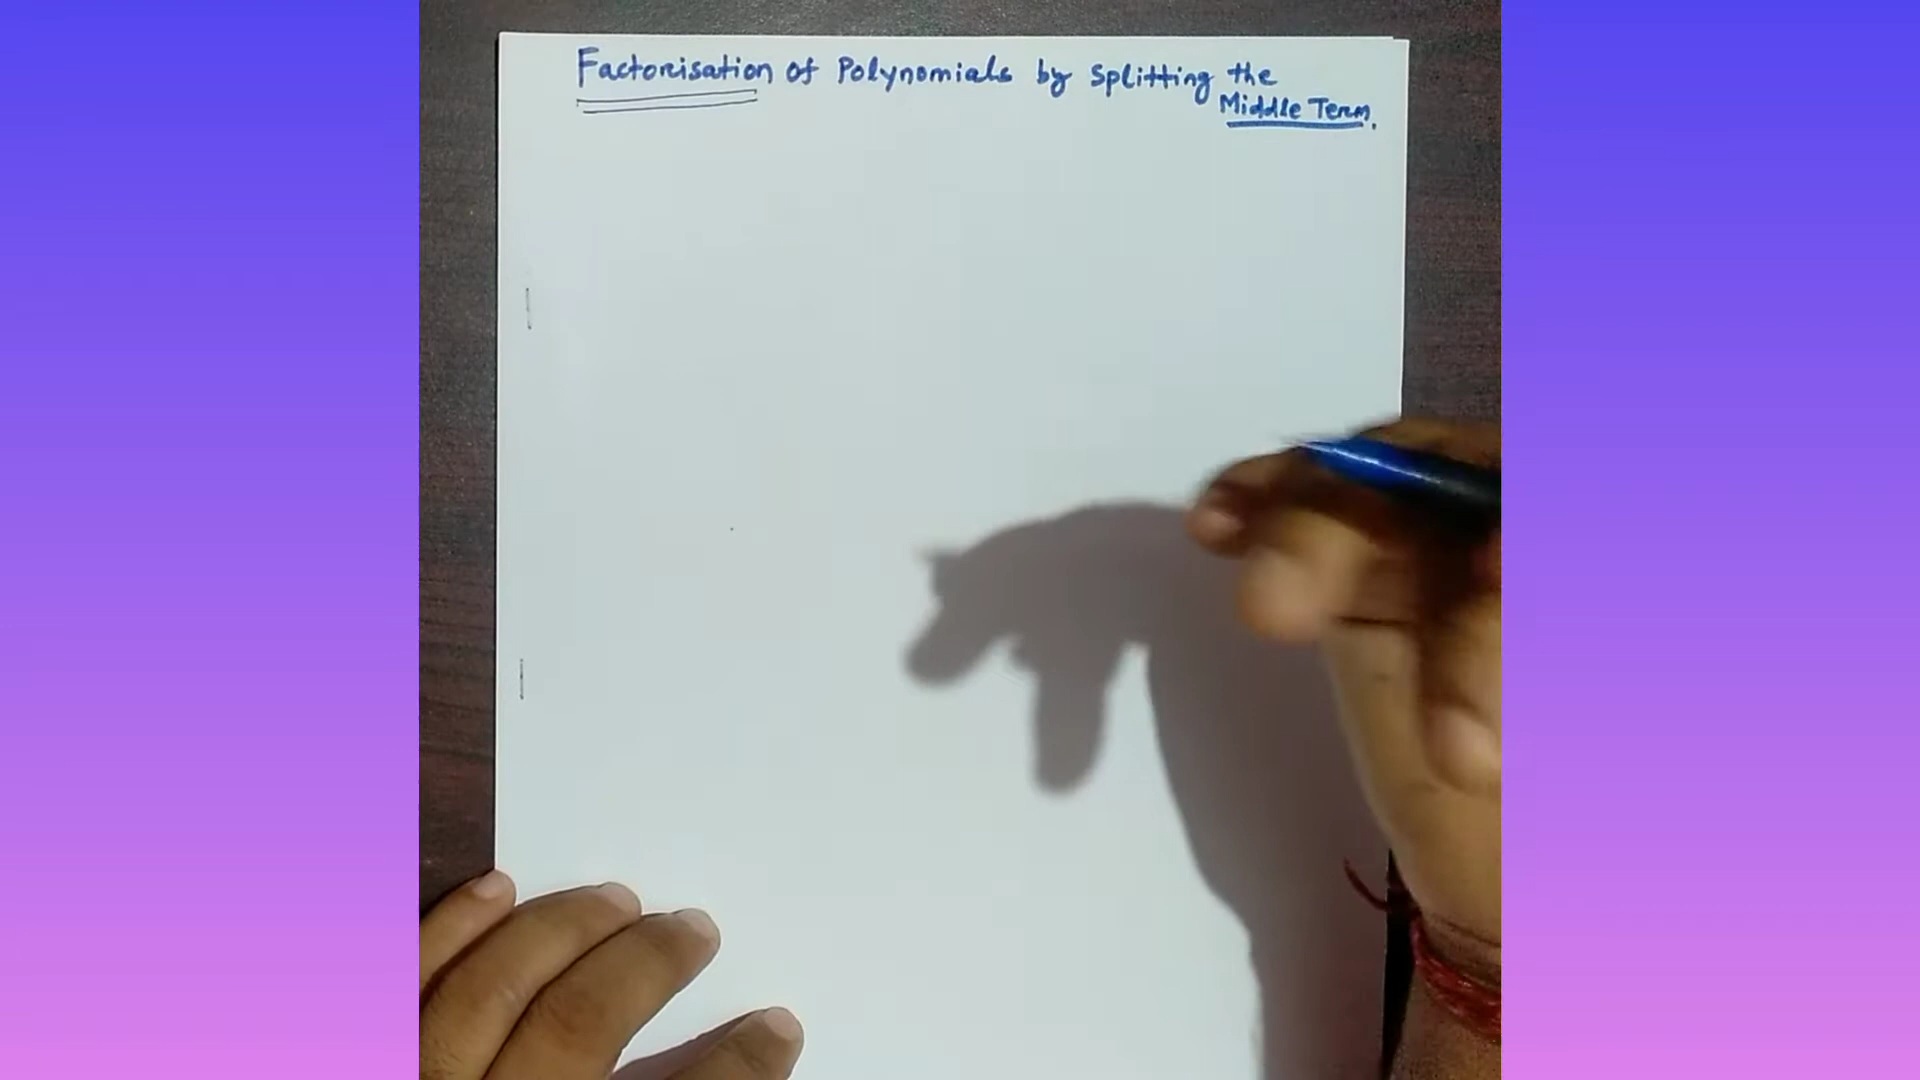 Factorisation of Polynomials by Splitting the
Middle Term.